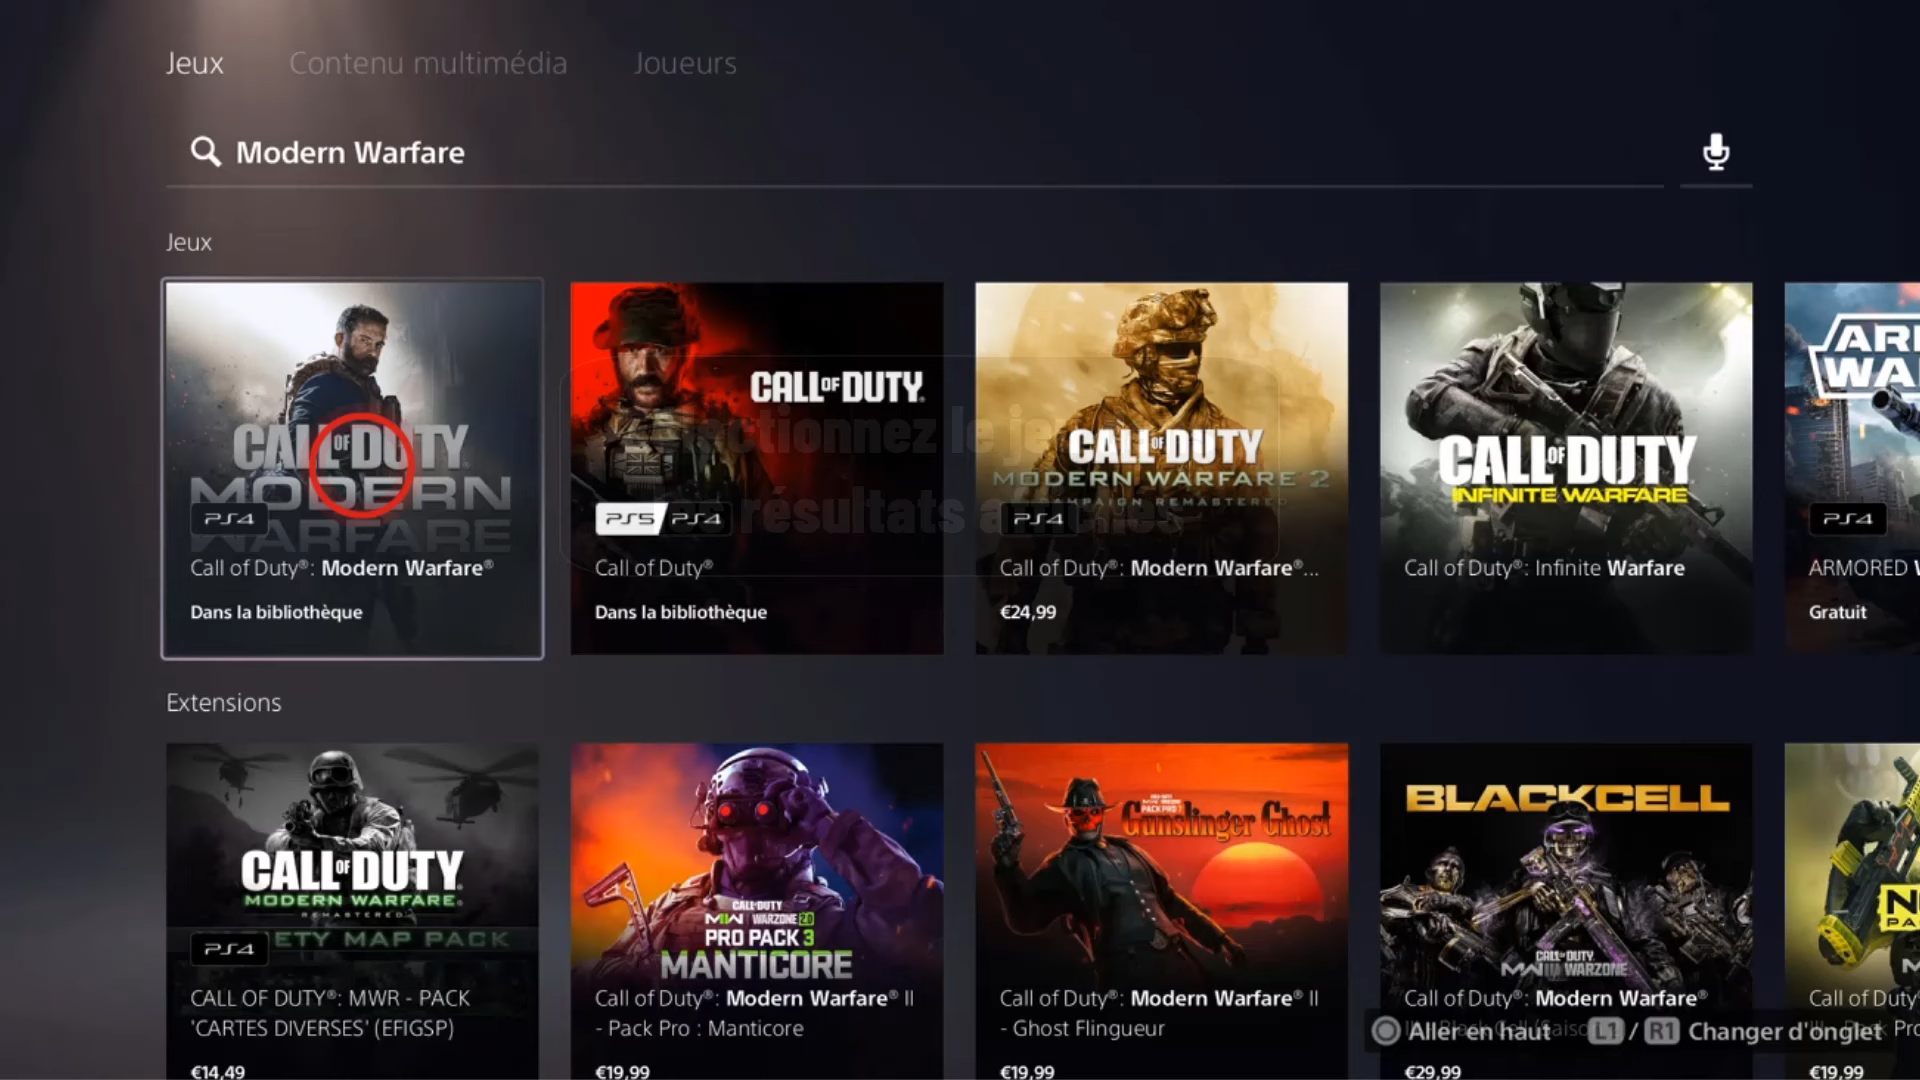 Jeux Contenu multimédia Joueurs
Modern Warfare
Jeux
CALL OF DUTY
MODERN
WARFARE
PS4
Call of Duty®: Modern Warfare®
Dans la bibliothèque
CALL OF DUTY
PS5 PS4
Call of Duty®
Dans la bibliothèque
CALL OF DUTY
MODERN WARFARE 2
CAMPAIGN REMASTERED
PS4
Call of Duty®: Modern Warfare®...
€24,99
CALL OF DUTY
INFINITE WARFARE
Call of Duty®: Infinite Warfare
PS4
ARMORED
Gratuit
résultats
Extensions
CALL OF DUTY
MODERN WARFARE
REMASTERED
ETY MAP PACK
PS4
CALL OF DUTY®: MWR - PACK
'CARTES DIVERSES' (EFIGSP)
€14,49
CALL OF DUTY
MW II WARZONE 2.0
PRO PACK 3
MANTICORE
Call of Duty®: Modern Warfare® II
- Pack Pro : Manticore
€19,99
Gunslinger Ghost
Call of Duty®: Modern Warfare® II
- Ghost Flingueur
€19,99
BLACKCELL
CALL OF DUTY
MW III WARZONE
Call of Duty®: Modern Warfare®
€29,99
Call of Duty
€19,99
Aller en haut L1 / R1 Changer d'onglet